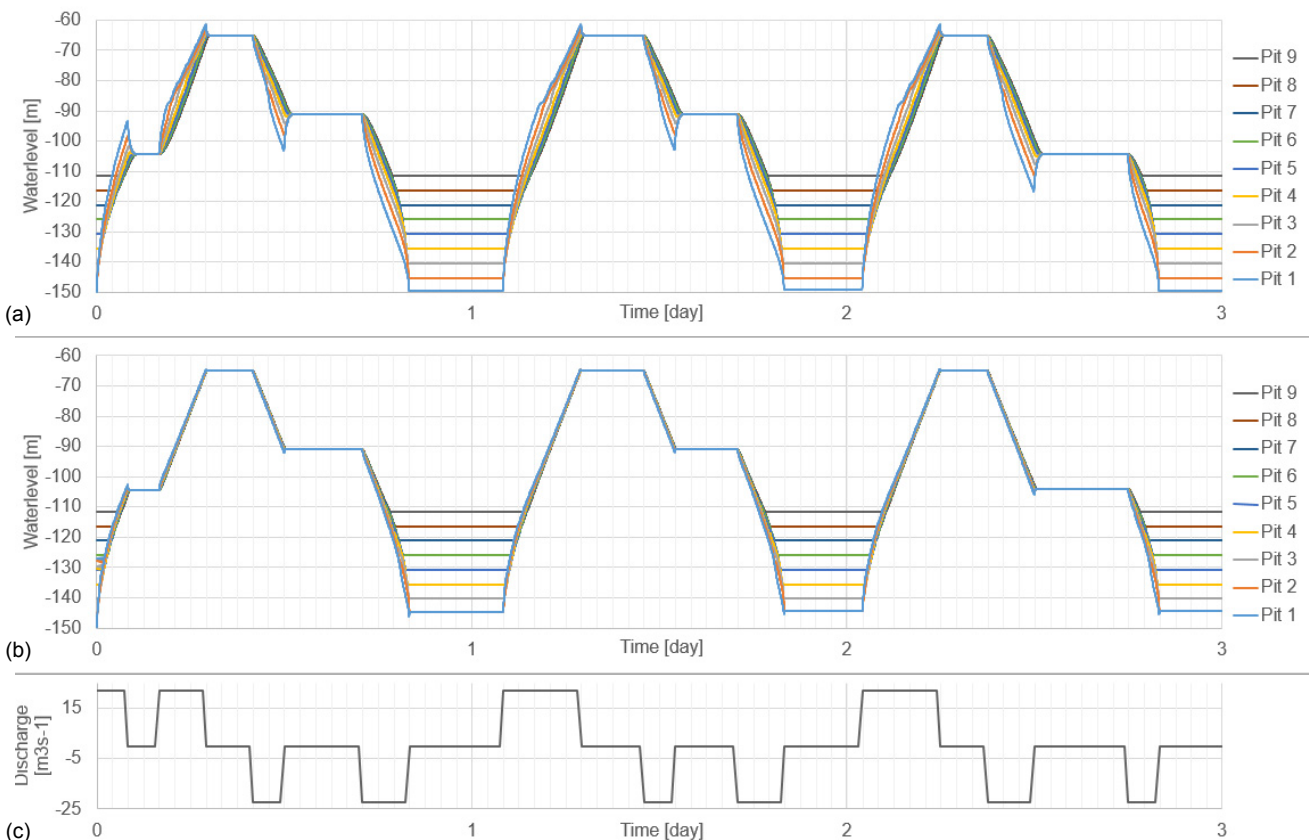 -60
-70
-80
-90
-100
-110
-120
-130
-140
-150
Waterlevel [m]
0
1
2
3
Time [day]
Pit 9
Pit 8
Pit 7
Pit 6
Pit 5
Pit 4
Pit 3
Pit 2
Pit 1
(a)
-60
-70
-80
-90
-100
-110
-120
-130
-140
-150
Waterlevel [m]
0
1
2
3
Time [day]
Pit 9
Pit 8
Pit 7
Pit 6
Pit 5
Pit 4
Pit 3
Pit 2
Pit 1
(b)
Discharge
[m3s-1]
15
-5
-25
0
1
2
3
Time [day]
(c)